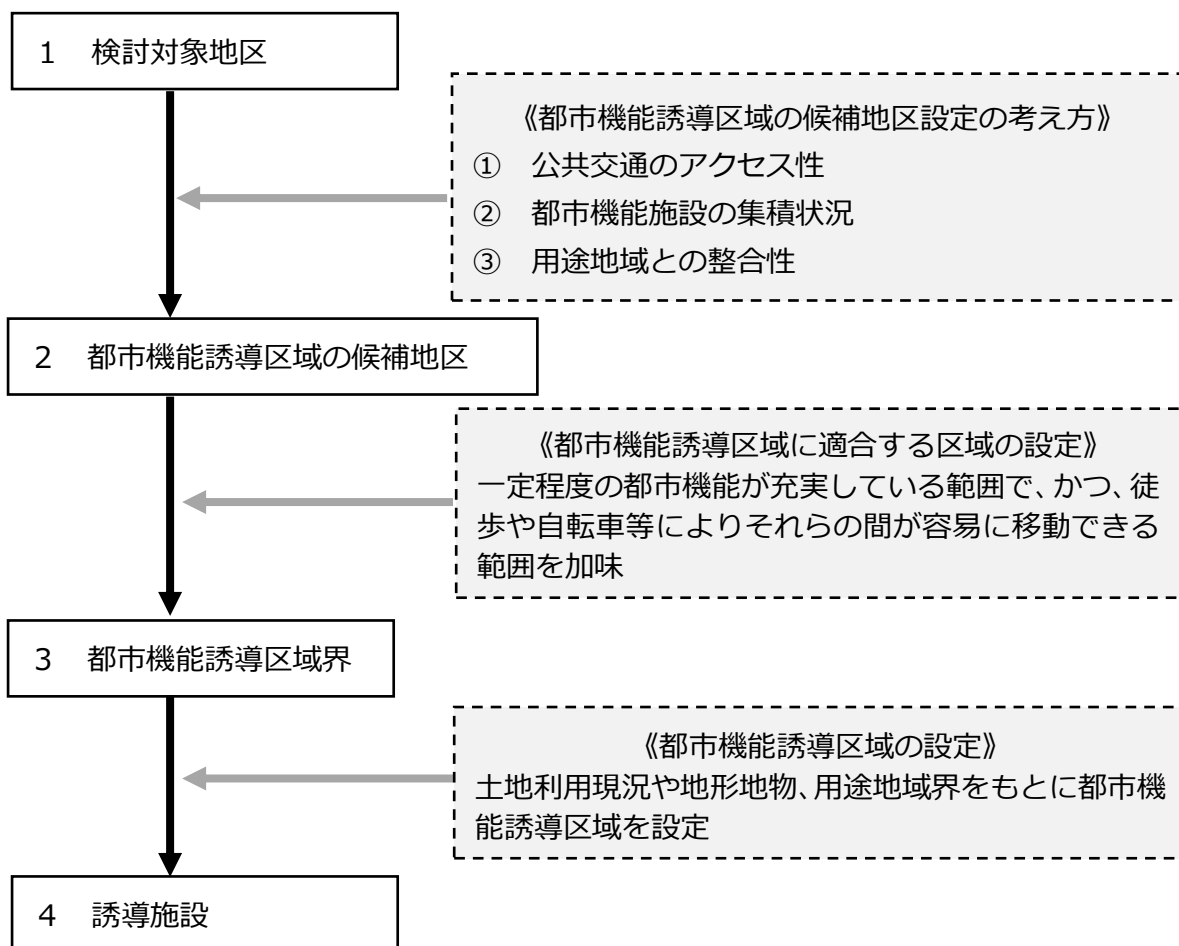 1 検討対象地区
《都市機能誘導区域の候補地区設定の考え方》
① 公共交通のアクセス性
② 都市機能施設の集積状況
③ 用途地域との整合性
2 都市機能誘導区域の候補地区
《都市機能誘導区域に適合する区域の設定》
一定程度の都市機能が充実している範囲で、かつ、徒
歩や自転車等によりそれらの間が容易に移動できる
範囲を加味
3 都市機能誘導区域界
《都市機能誘導区域の設定》
土地利用現況や地形地物、用途地域界をもとに都市機
能誘導区域を設定
4 誘導施設